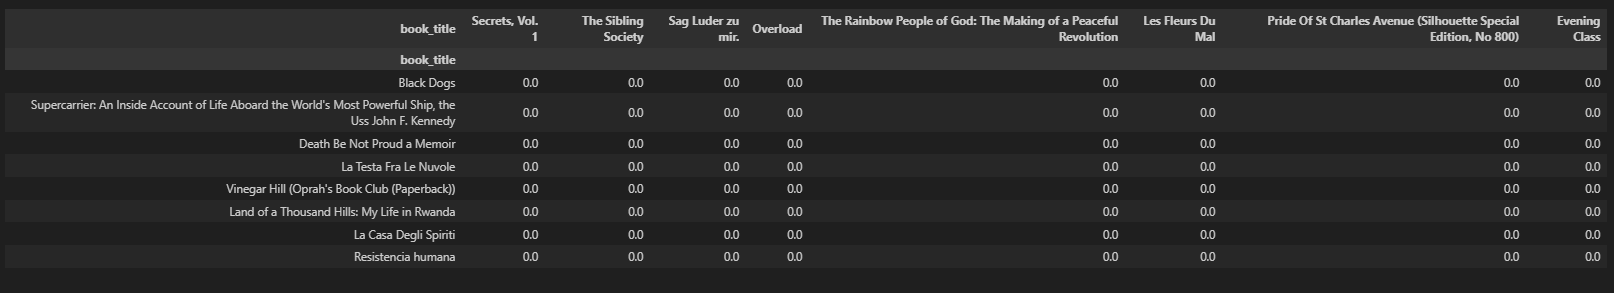 book_title Secrets, Vol. 1 The Sibling Society Sag Luder zu mir. Overload The Rainbow People of God: The Making of a Peaceful Revolution Les Fleurs Du Mal Pride Of St Charles Avenue (Silhouette Special Edition, No 800) Evening Class
book_title
Black Dogs 0.0 0.0 0.0 0.0 0.0 0.0 0.0 0.0
Supercarrier: An Inside Account of Life Aboard the World's Most Powerful Ship, the Uss John F. Kennedy 0.0 0.0 0.0 0.0 0.0 0.0 0.0 0.0
Death Be Not Proud a Memoir 0.0 0.0 0.0 0.0 0.0 0.0 0.0 0.0
La Testa Fra Le Nuvole 0.0 0.0 0.0 0.0 0.0 0.0 0.0 0.0
Vinegar Hill (Oprah's Book Club (Paperback)) 0.0 0.0 0.0 0.0 0.0 0.0 0.0 0.0
Land of a Thousand Hills: My Life in Rwanda 0.0 0.0 0.0 0.0 0.0 0.0 0.0 0.0
La Casa Degli Spiriti 0.0 0.0 0.0 0.0 0.0 0.0 0.0 0.0
Resistencia humana 0.0 0.0 0.0 0.0 0.0 0.0 0.0 0.0